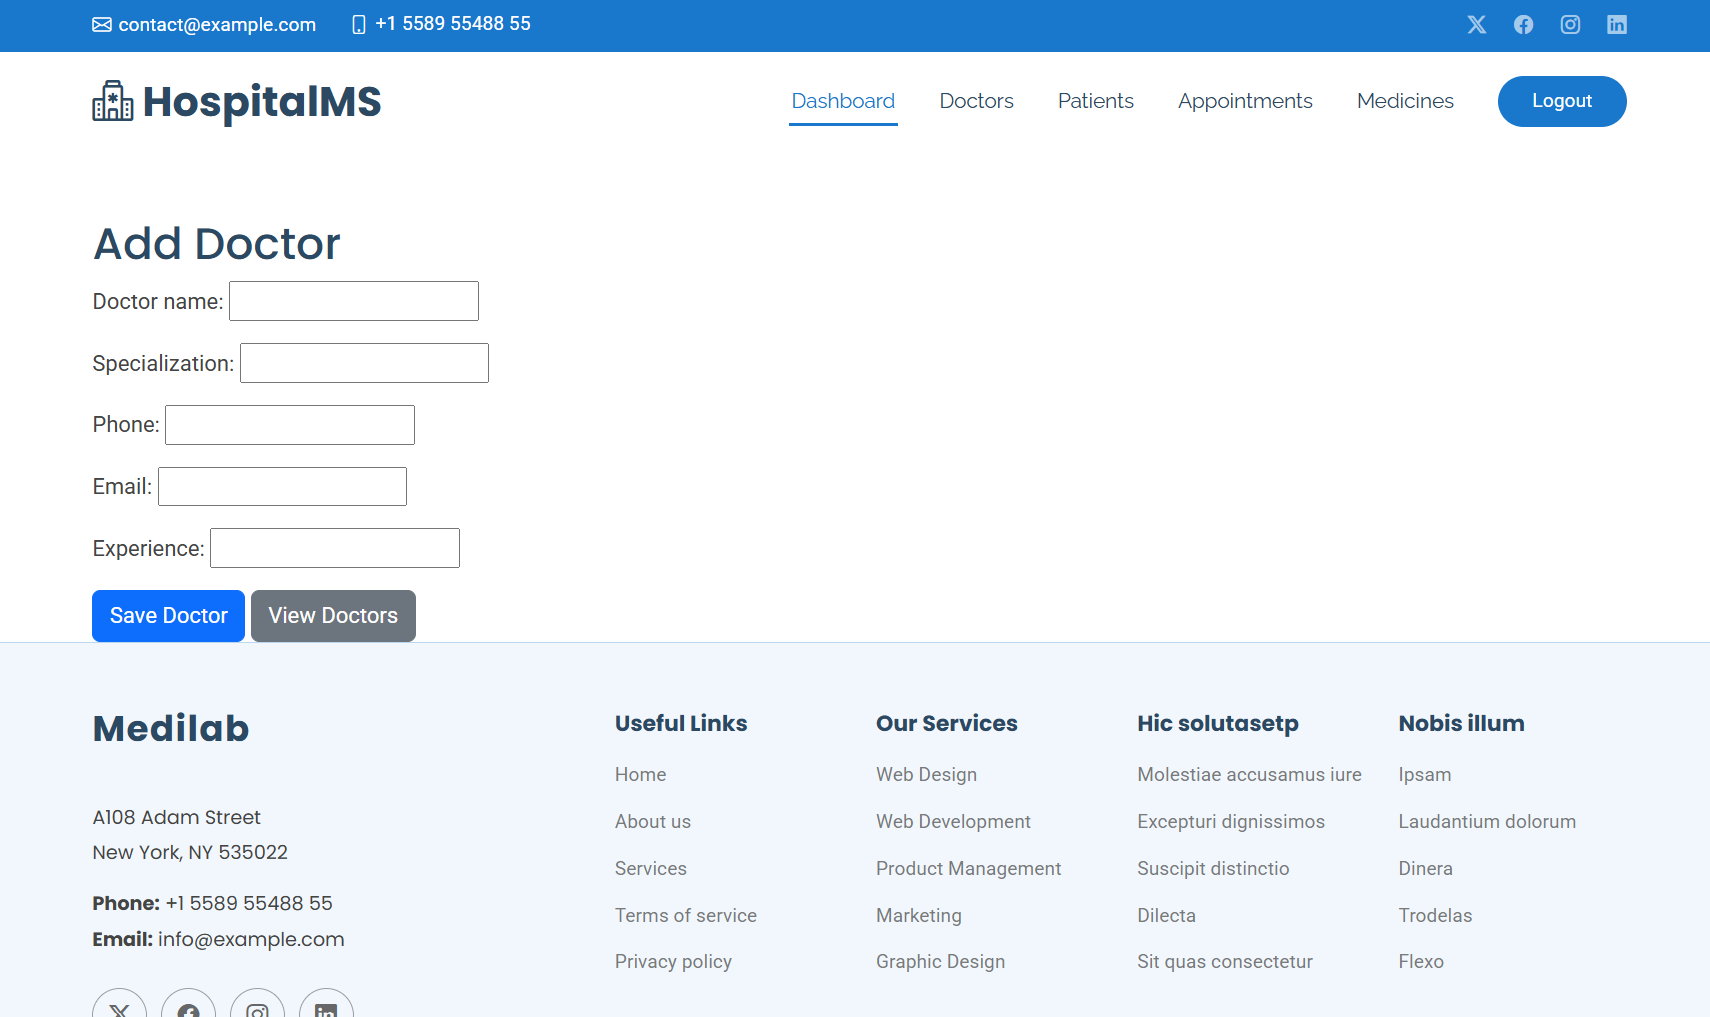 contact@example.com +1 5589 55488 55
HospitalMS Dashboard Doctors Patients Appointments Medicines Logout
Add Doctor
Doctor name:
Specialization:
Phone:
Email:
Experience:
Save Doctor View Doctors
Medilab
A108 Adam Street
New York, NY 535022
Phone: +1 5589 55488 55
Email: info@example.com
Useful Links
Home
About us
Services
Terms of service
Privacy policy
Our Services
Web Design
Web Development
Product Management
Marketing
Graphic Design
Hic solutasetp
Molestiae accusamus iure
Excepturi dignissimos
Suscipit distinctio
Dilecta
Sit quas consectetur
Nobis illum
Ipsam
Laudantium dolorum
Dinera
Trodelas
Flexo